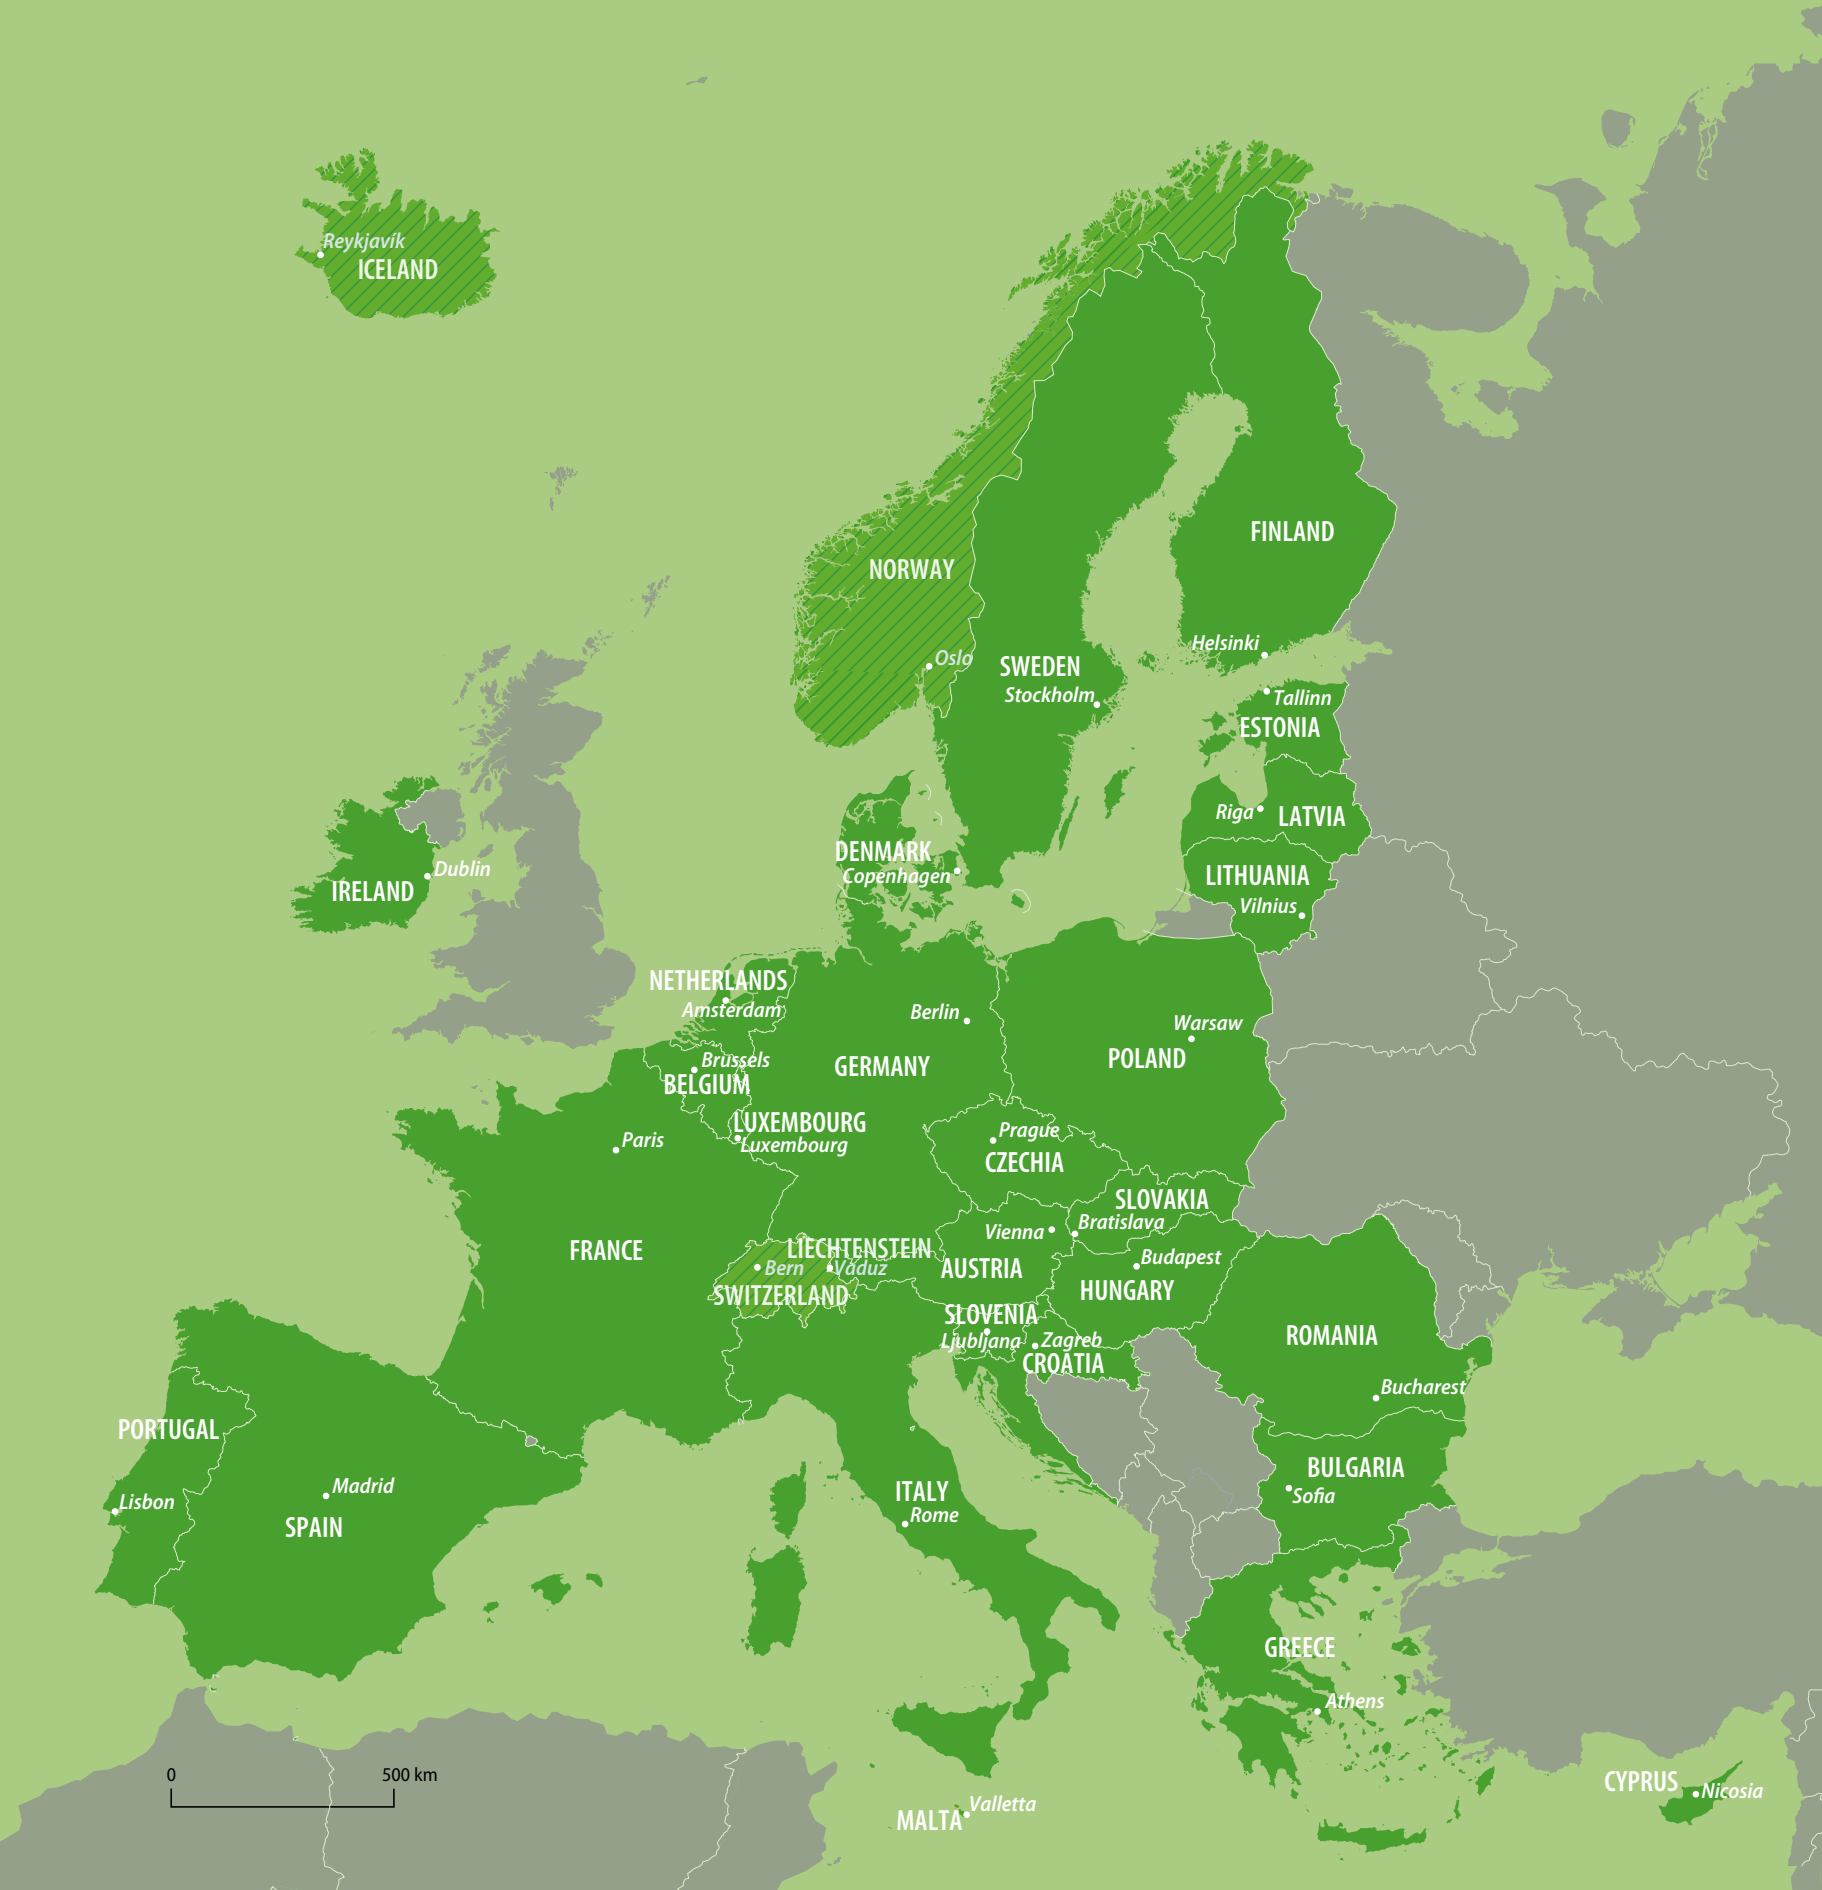 Reykjavík
ICELAND
FINLAND
NORWAY
Helsinki
Oslo
SWEDEN
Stockholm
Tallinn
ESTONIA
Riga
LATVIA
DENMARK
Copenhagen
Dublin
IRELAND
LITHUANIA
Vilnius
NETHERLANDS
Amsterdam
Berlin
Warsaw
POLAND
GERMANY
Brussels
BELGIUM
LUXEMBOURG
Luxembourg
Paris
Prague
CZECHIA
SLOVAKIA
Bratislava
Vienna
FRANCE
LIECHTENSTEIN
Bern
Vaduz
SWITZERLAND
AUSTRIA
Budapest
HUNGARY
SLOVENIA
Ljubljana
Zagreb
CROATIA
ROMANIA
Bucharest
PORTUGAL
Lisbon
Madrid
SPAIN
ITALY
Rome
BULGARIA
Sofia
GREECE
Athens
0
500 km
MALTA
Valletta
CYPRUS
Nicosia